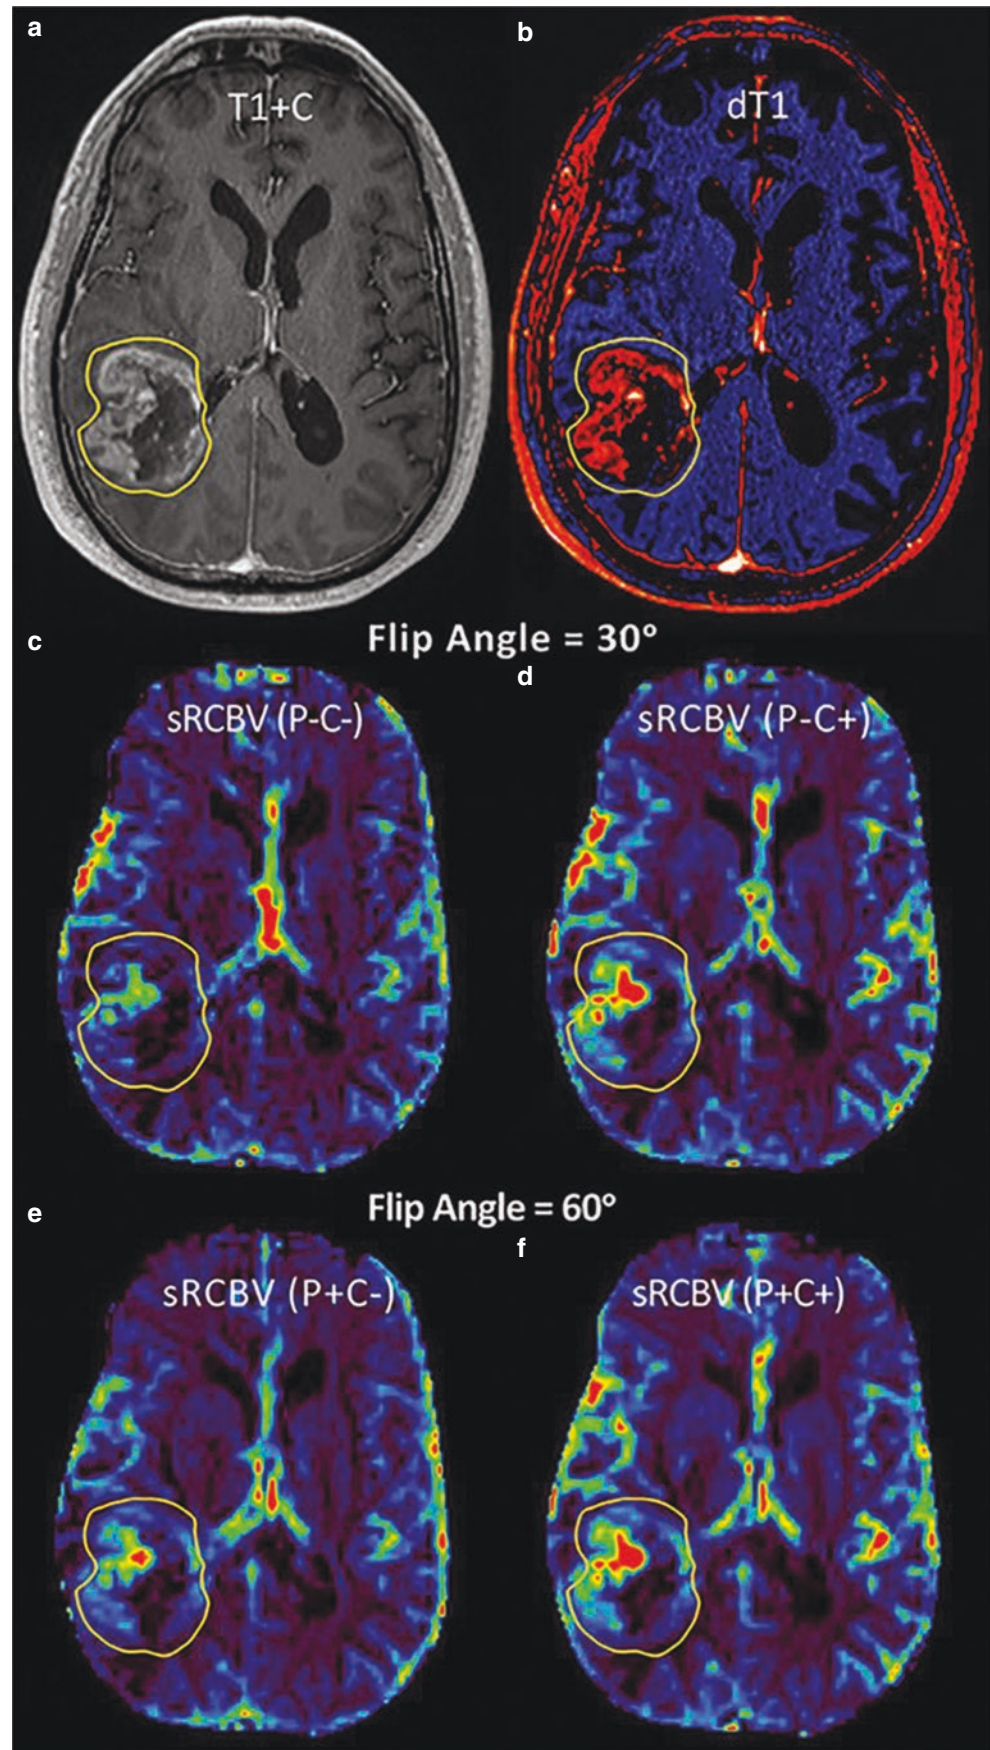 a
T1+C
b
dT1
Flip Angle = 30°
c
sRCBV (P-C-)
d
sRCBV (P-C+)
Flip Angle = 60°
e
sRCBV (P+C-)
f
sRCBV (P+C+)